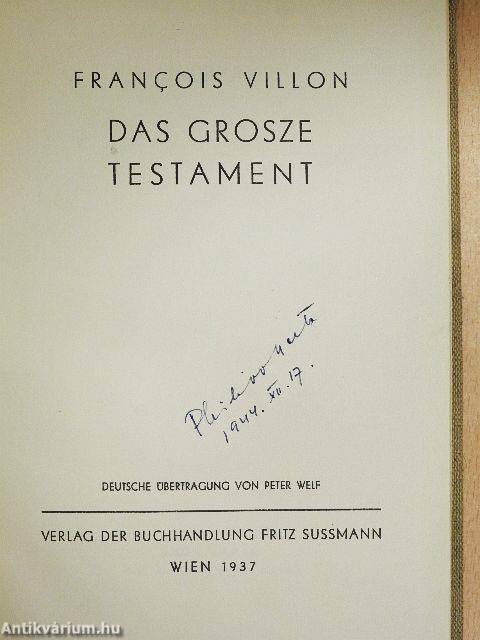 FRANÇOIS VILLON
DAS GROSZE
TESTAMENT
1944. XII. 17.
DEUTSCHE ÜBERTRAGUNG VON PETER WELF
VERLAG DER BUCHHANDLUNG FRITZ SUSSMANN
WIEN 1937
Antikvárium.hu